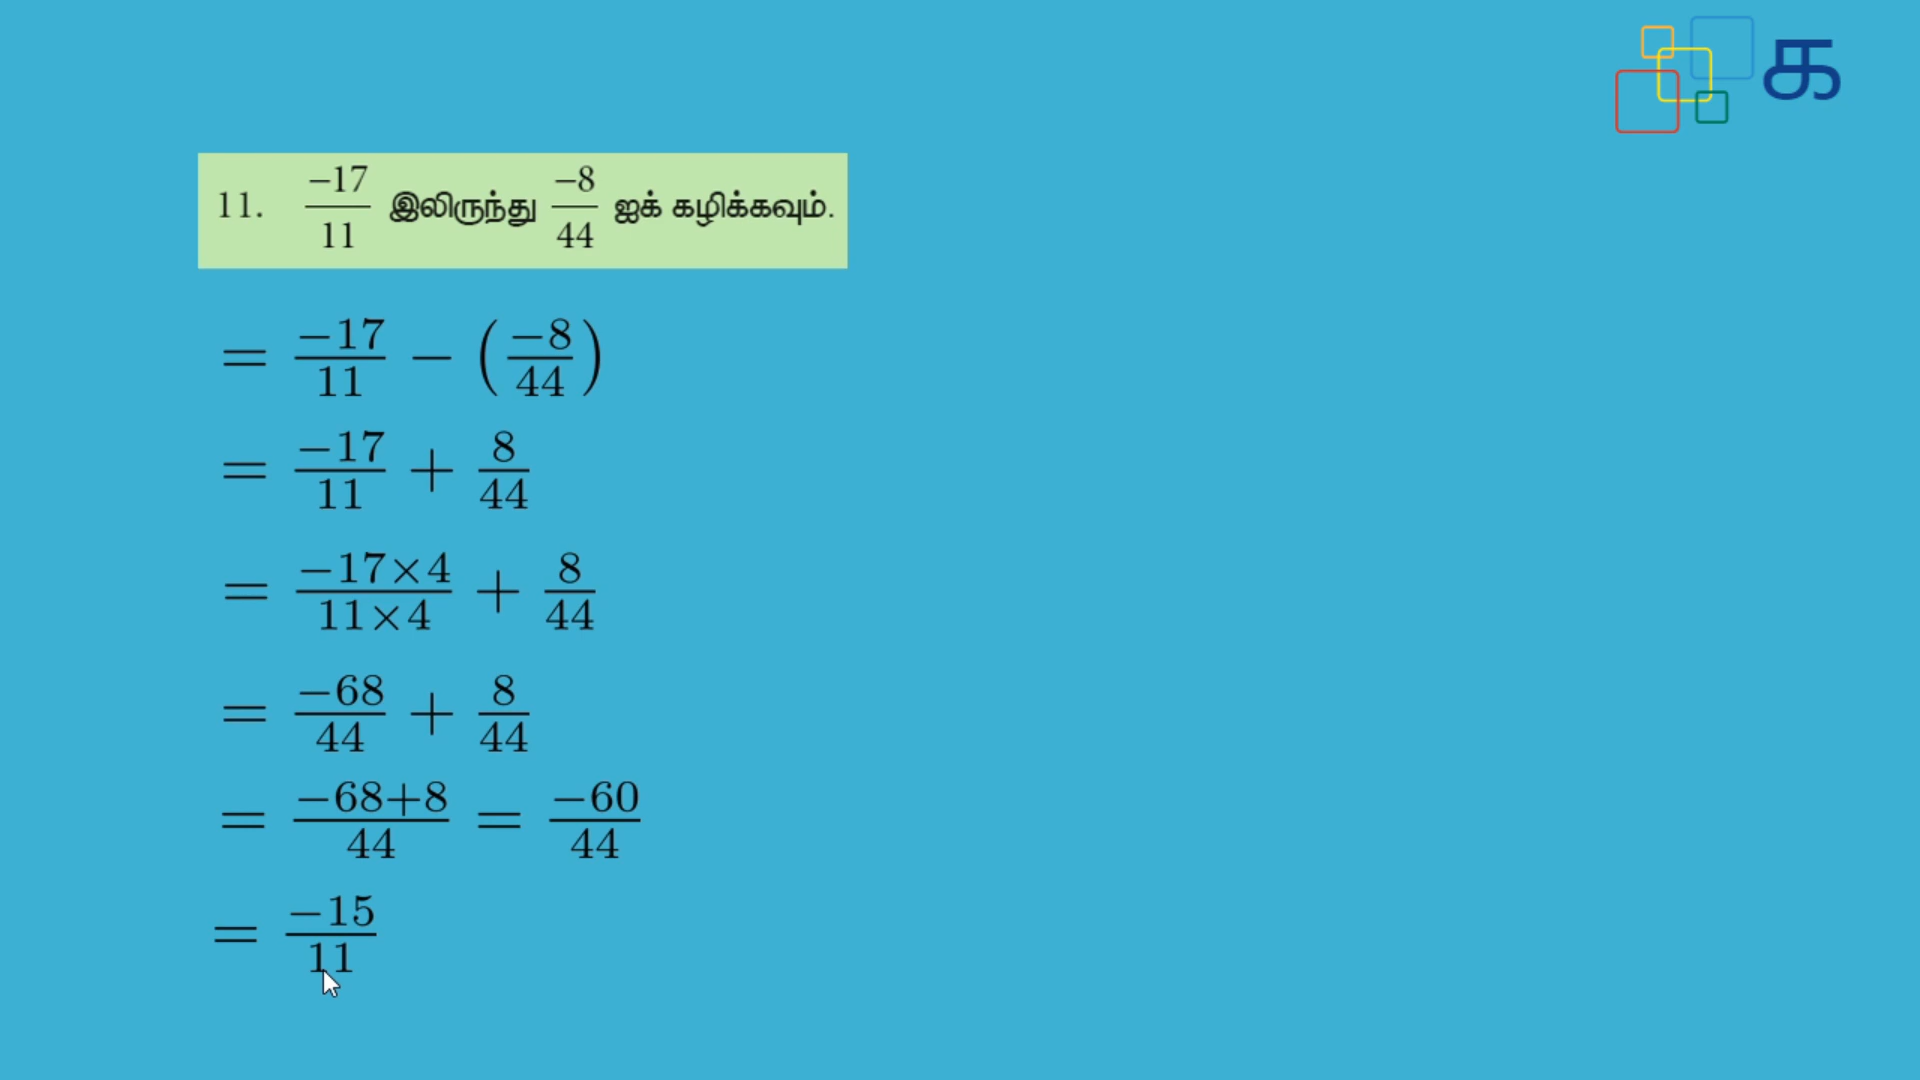 க
11. −17/11 இலிருந்து −8/44 ஐக் கழிக்கவும்.
= −17/11 − (−8/44)
= −17/11 + 8/44
= −17×4/11×4 + 8/44
= −68/44 + 8/44
= −68+8/44 = −60/44
= −15/11